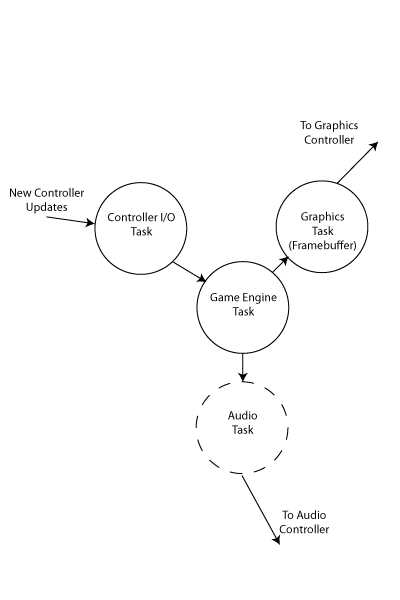 To Graphics
Controller
New Controller
Updates
Controller I/O
Task
Graphics
Task
(Framebuffer)
Game Engine
Task
Audio
Task
To Audio
Controller